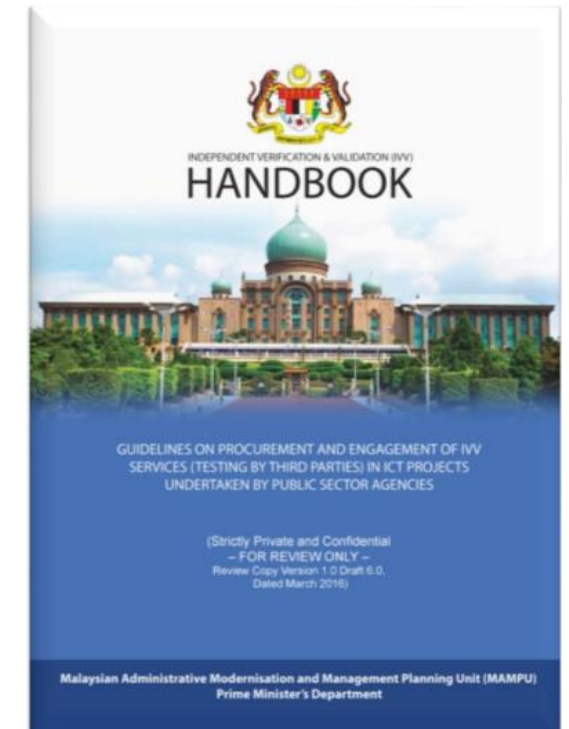 INDEPENDENT VERIFICATION & VALIDATION (IVV)
HANDBOOK
GUIDELINES ON PROCUREMENT AND ENGAGEMENT OF IVV
SERVICES (TESTING BY THIRD PARTIES) IN ICT PROJECTS
UNDERTAKEN BY PUBLIC SECTOR AGENCIES
(Strictly Private and Confidential
– FOR REVIEW ONLY –
Review Copy Version 1.0 Draft 6.0,
Dated March 2016)
Malaysian Administrative Modernisation and Management Planning Unit (MAMPU)
Prime Minister's Department